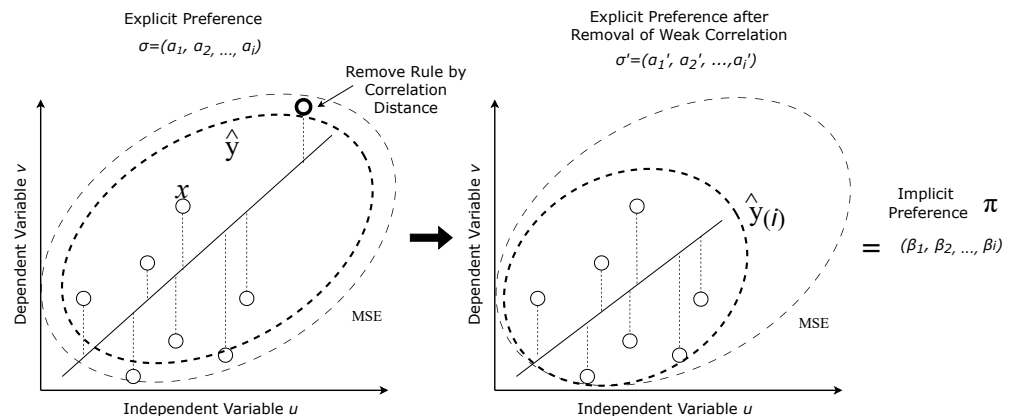 Explicit Preference
σ=(a1, a2, ..., ai)
Remove Rule by
Correlation
Distance
ŷ
x
MSE
Dependent Variable v
Independent Variable u
Explicit Preference after
Removal of Weak Correlation
σ'=(a1', a2', ...,ai')
ŷ(i)
MSE
Dependent Variable v
Independent Variable u
Implicit
Preference π
= (β1, β2, ..., βi)